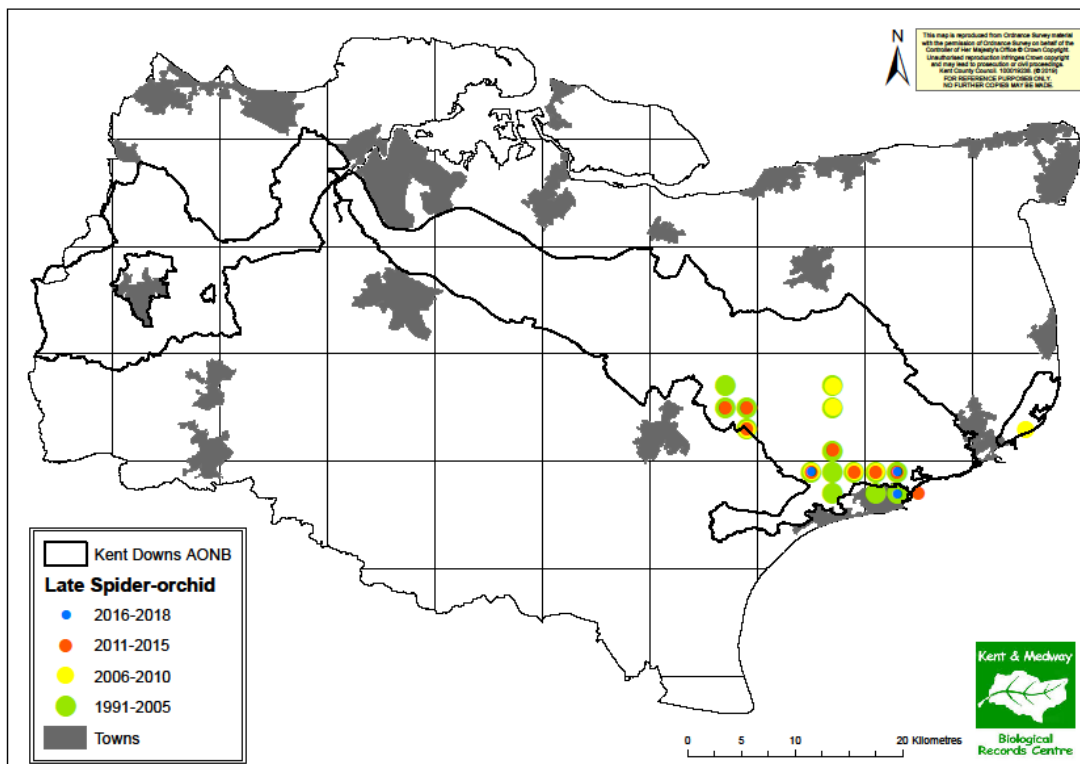 N
This map is reproduced from Ordnance Survey material
with the permission of Ordnance Survey on behalf of the
Controller of Her Majesty's Office © Crown Copyright.
Unauthorised reproduction infringes Crown copyright
and may lead to prosecution or civil proceedings.
Kent County Council, 100019238. (© 2019)
FOR REFERENCE PURPOSES ONLY.
NO FURTHER COPIES MAY BE MADE.
Kent Downs AONB
Late Spider-orchid
2016-2018
2011-2015
2006-2010
1991-2005
Towns
0 5 10 20 Kilometres
Kent & Medway
Biological
Records Centre